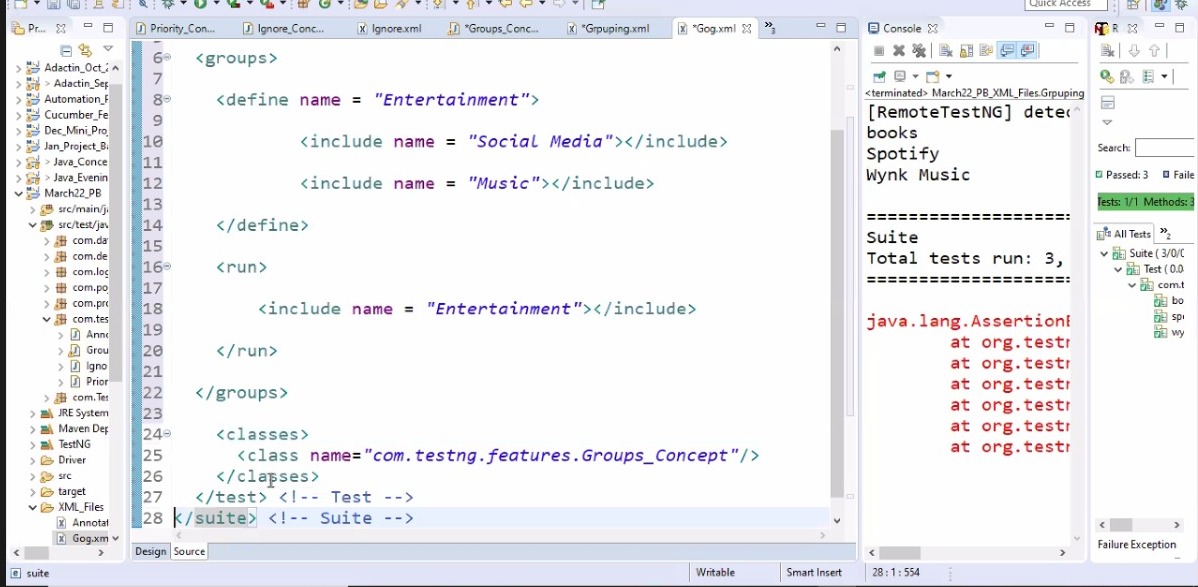 Quick Access
Pr...
Priority_Con...
Ignore_Conc...
Ignore.xml
*Groups_Conc...
*Grpuping.xml
*Gog.xml
»3
Console
R
Adactin_Oct_2
> Adactin_Sep
Automation_F
Cucumber_Fe
Dec_Mini_Pro
Jan_Project_B
> Java_Conce
> Java_Evenin
March22_PB
src/main/j
src/test/jav
com.da
com.de
com.log
com.po
com.pro
com.tes
Anno
Grou
Igno
Prior
com.Tes
JRE System
Maven Dep
TestNG
Driver
src
target
XML_Files
Annotat
Gog.xm
6 <groups>
7
8 <define name = "Entertainment">
9
10 <include name = "Social Media"></include>
11
12 <include name = "Music"></include>
13
14 </define>
15
16 <run>
17
18 <include name = "Entertainment"></include>
19
20 </run>
21
22 </groups>
23
24 <classes>
25 <class name="com.testng.features.Groups_Concept"/>
26 </classes>
27 </test> <!-- Test -->
28 </suite> <!-- Suite -->
Design Source
<terminated> March22_PB_XML_Files.Grpuping
[RemoteTestNG] detec
books
Spotify
Wynk Music
====================
Suite
Total tests run: 3,
====================
java.lang.AssertionE
at org.testn
at org.testn
at org.testn
at org.testn
at org.testn
at org.testn
Search:
Passed: 3 Faile
Tests: 1/1 Methods: 3
All Tests »2
Suite ( 3/0/0
Test ( 0.0
com.t
bo
sp
wy
Failure Exception
suite
Writable
Smart Insert
28 : 1 : 554